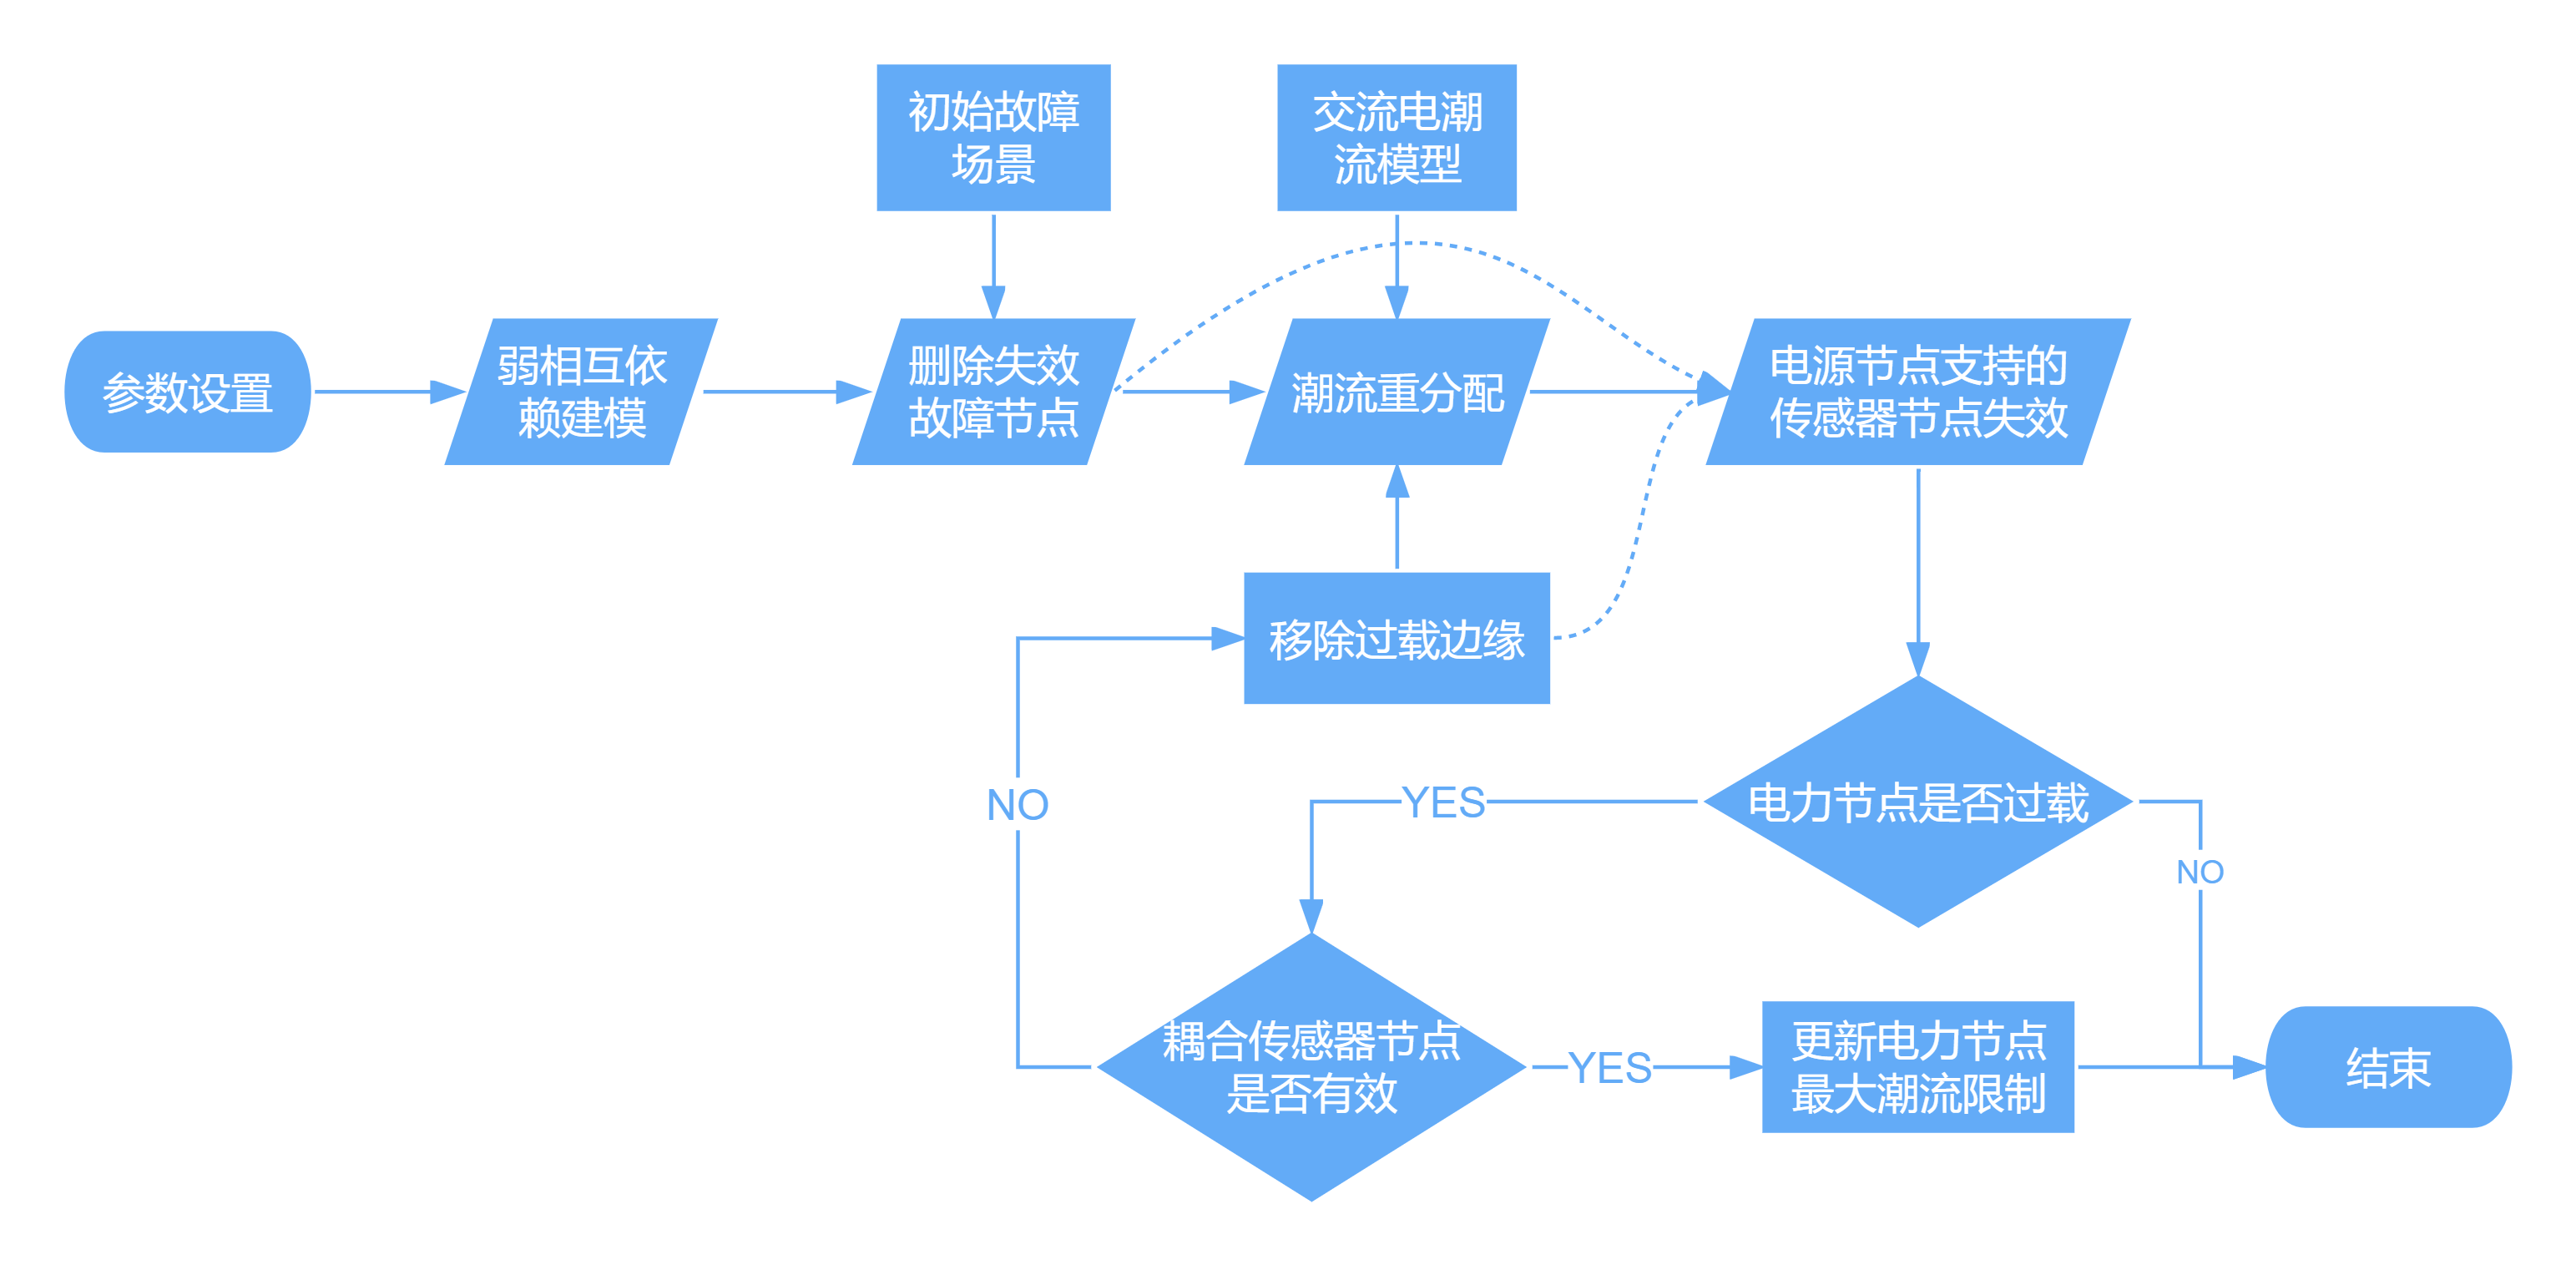 初始故障
场景
交流电潮
流模型
参数设置
弱相互依
赖建模
删除失效
故障节点
潮流重分配
电源节点支持的
传感器节点失效
移除过载边缘
NO
YES
电力节点是否过载
NO
耦合传感器节点
是否有效
YES
更新电力节点
最大潮流限制
结束